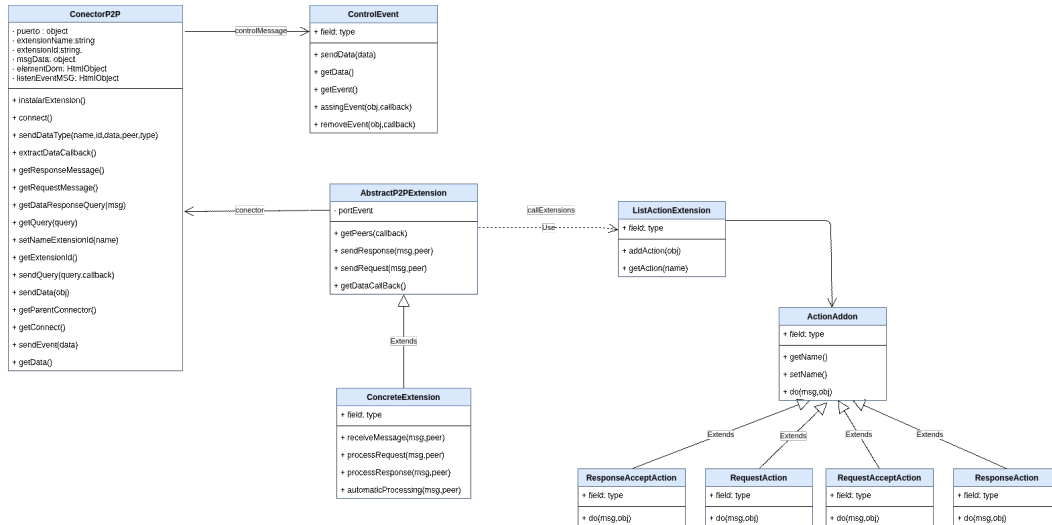 ConectorP2P
- puerto : object
- extensionName:string
- extensionId:string.
- msgData: object.
- elementDom: HtmlObject
- listenEventMSG: HtmlObject
+ instalarExtension()
+ connect()
+ sendDataType(name,id,data,peer,type)
+ extractDataCallback()
+ getResponseMessage()
+ getRequestMessage()
+ getDataResponseQuery(msg)
+ getQuery(query)
+ setNameExtensionId(name)
+ getExtensionId()
+ sendQuery(query,callback)
+ sendData(obj)
+ getParentConnector()
+ getConnect()
+ sendEvent(data)
+ getData()
controlMessage
ControlEvent
+ field: type
+ sendData(data)
+ getData()
+ getEvent()
+ assingEvent(obj,callback)
+ removeEvent(obj,callback)
conector
AbstractP2PExtension
- portEvent
+ getPeers(callback)
+ sendResponse(msg,peer)
+ sendRequest(msg,peer)
+ getDataCallBack()
callExtensions
Use
ListActionExtension
+ field: type
+ addAction(obj)
+ getAction(name)
Extends
ConcreteExtension
+ field: type
+ receiveMessage(msg,peer)
+ processRequest(msg,peer)
+ processResponse(msg,peer)
+ automaticProcessing(msg,peer)
ActionAddon
+ field: type
+ getName()
+ setName()
+ do(msg,obj)
Extends
Extends
Extends
Extends
ResponseAcceptAction
+ field: type
+ do(msg,obj)
RequestAction
+ field: type
+ do(msg,obj)
RequestAcceptAction
+ field: type
+ do(msg,obj)
ResponseAction
+ field: type
+ do(msg,obj)